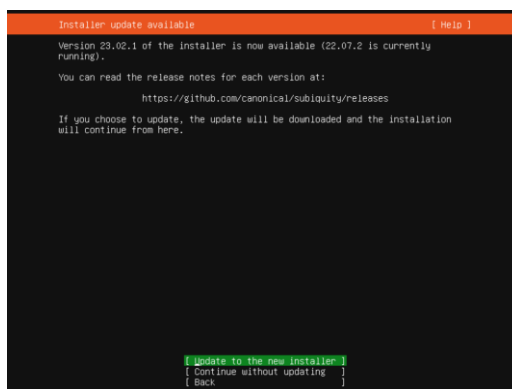 Installer update available [ Help ]
Version 23.02.1 of the installer is now available (22.07.2 is currently
running).
You can read the release notes for each version at:
https://github.com/canonical/subiquity/releases
If you choose to update, the update will be downloaded and the installation
will continue from here.
[ Update to the new installer ]
[ Continue without updating ]
[ Back ]